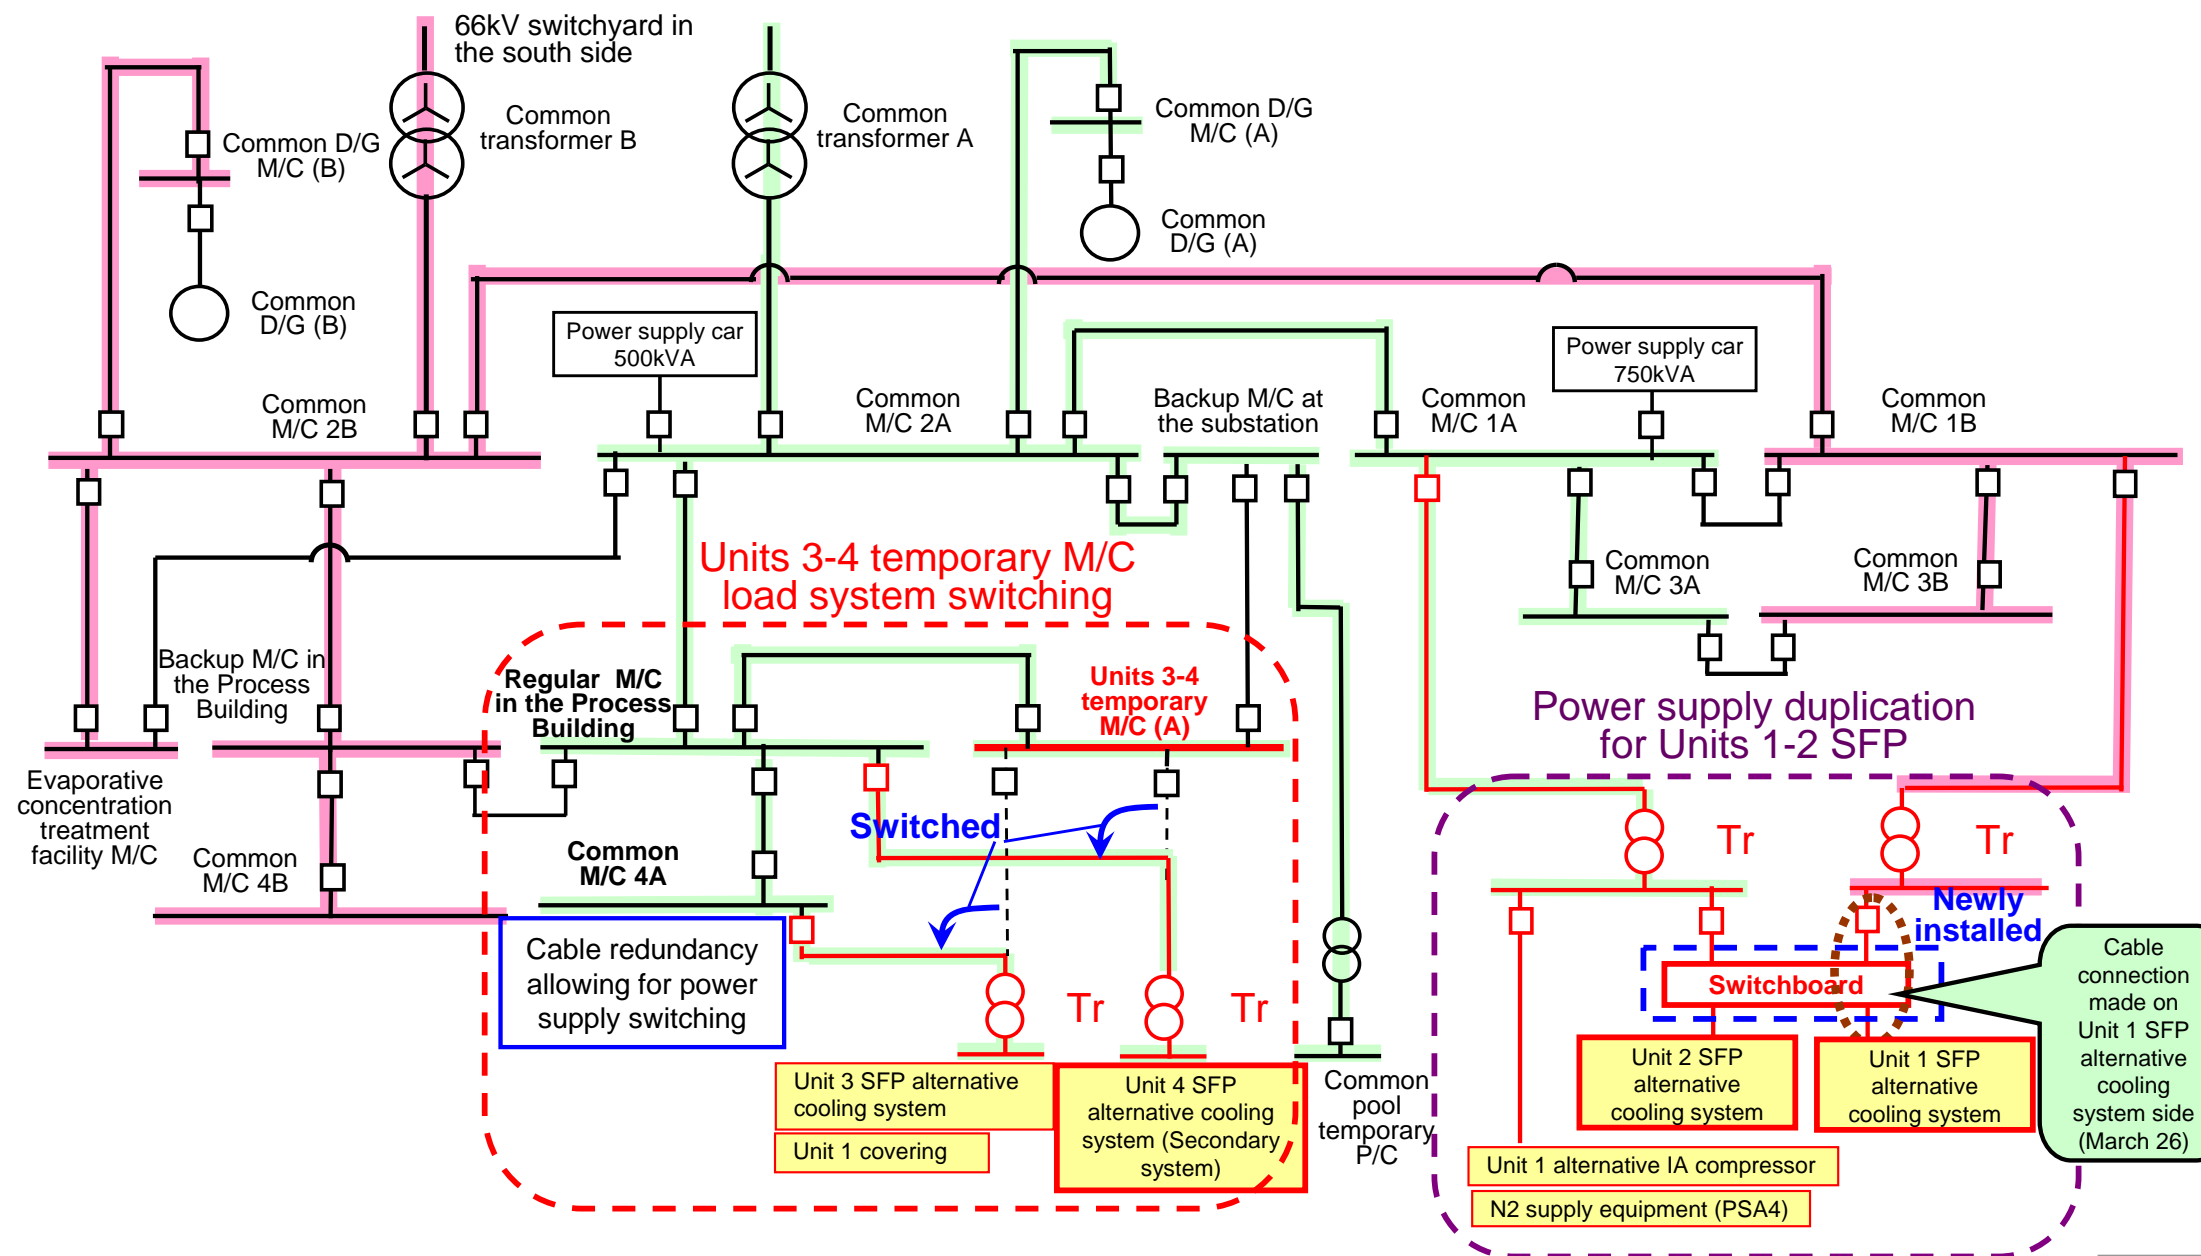 66kV switchyard in
the south side
Common
transformer B
Common
transformer A
Common D/G
M/C (A)
Common D/G
M/C (B)
Common
D/G (A)
Common
D/G (B)
Power supply car
500kVA
Power supply car
750kVA
Common
M/C 2B
Common
M/C 2A
Backup M/C at
the substation
Common
M/C 1A
Common
M/C 1B
Units 3-4 temporary M/C
load system switching
Common
M/C 3A
Common
M/C 3B
Backup M/C in
the Process
Building
Regular M/C
in the Process
Building
Units 3-4
temporary
M/C (A)
Power supply duplication
for Units 1-2 SFP
Evaporative
concentration
treatment
facility M/C
Common
M/C 4B
Switched
Common
M/C 4A
Tr
Tr
Newly
installed
Cable redundancy
allowing for power
supply switching
Tr
Tr
Switchboard
Cable
connection
made on
Unit 1 SFP
alternative
cooling
system side
(March 26)
Unit 3 SFP alternative
cooling system
Unit 1 covering
Unit 4 SFP
alternative cooling
system (Secondary
system)
Common
pool
temporary
P/C
Unit 2 SFP
alternative
cooling system
Unit 1 SFP
alternative
cooling system
Unit 1 alternative IA compressor
N2 supply equipment (PSA4)